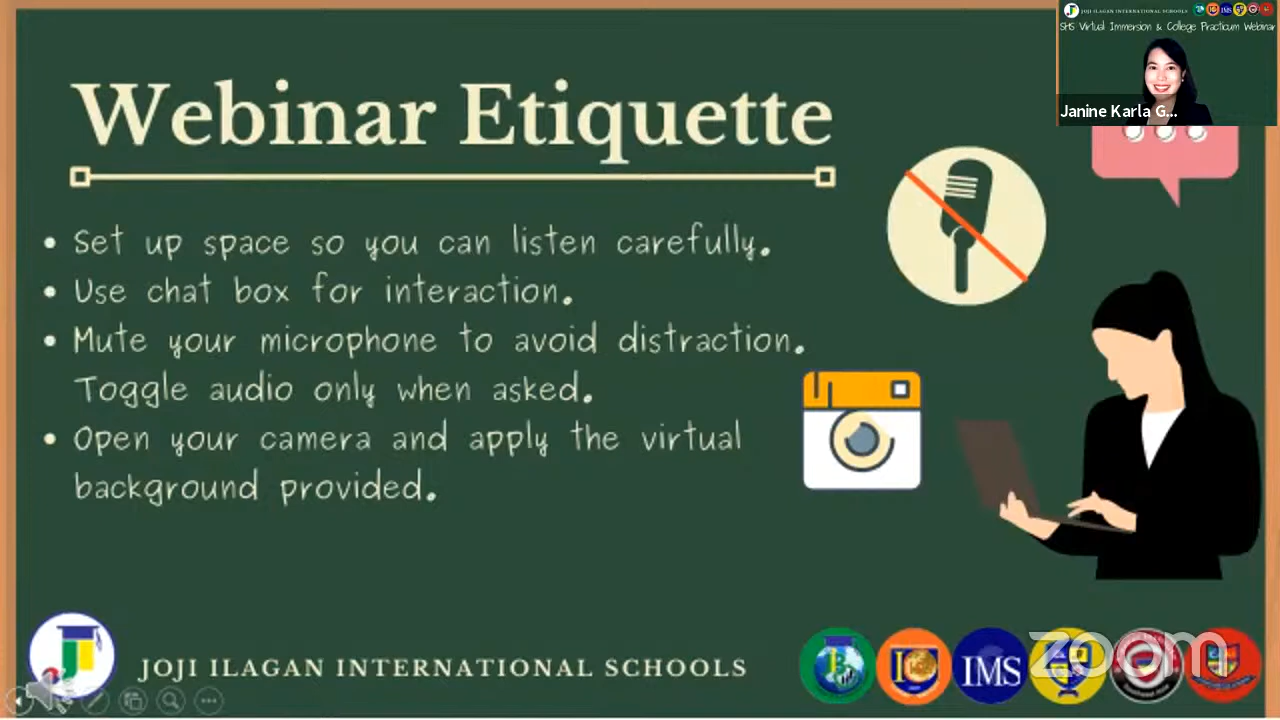 JOJI ILAGAN INTERNATIONAL SCHOOLS
SHS Virtual Immersion & College Practicum Webinar
Janine Karla G...
Webinar Etiquette
• Set up space so you can listen carefully.
• Use chat box for interaction.
• Mute your microphone to avoid distraction.
Toggle audio only when asked.
• Open your camera and apply the virtual
background provided.
JOJI ILAGAN INTERNATIONAL SCHOOLS
IMS
zoom